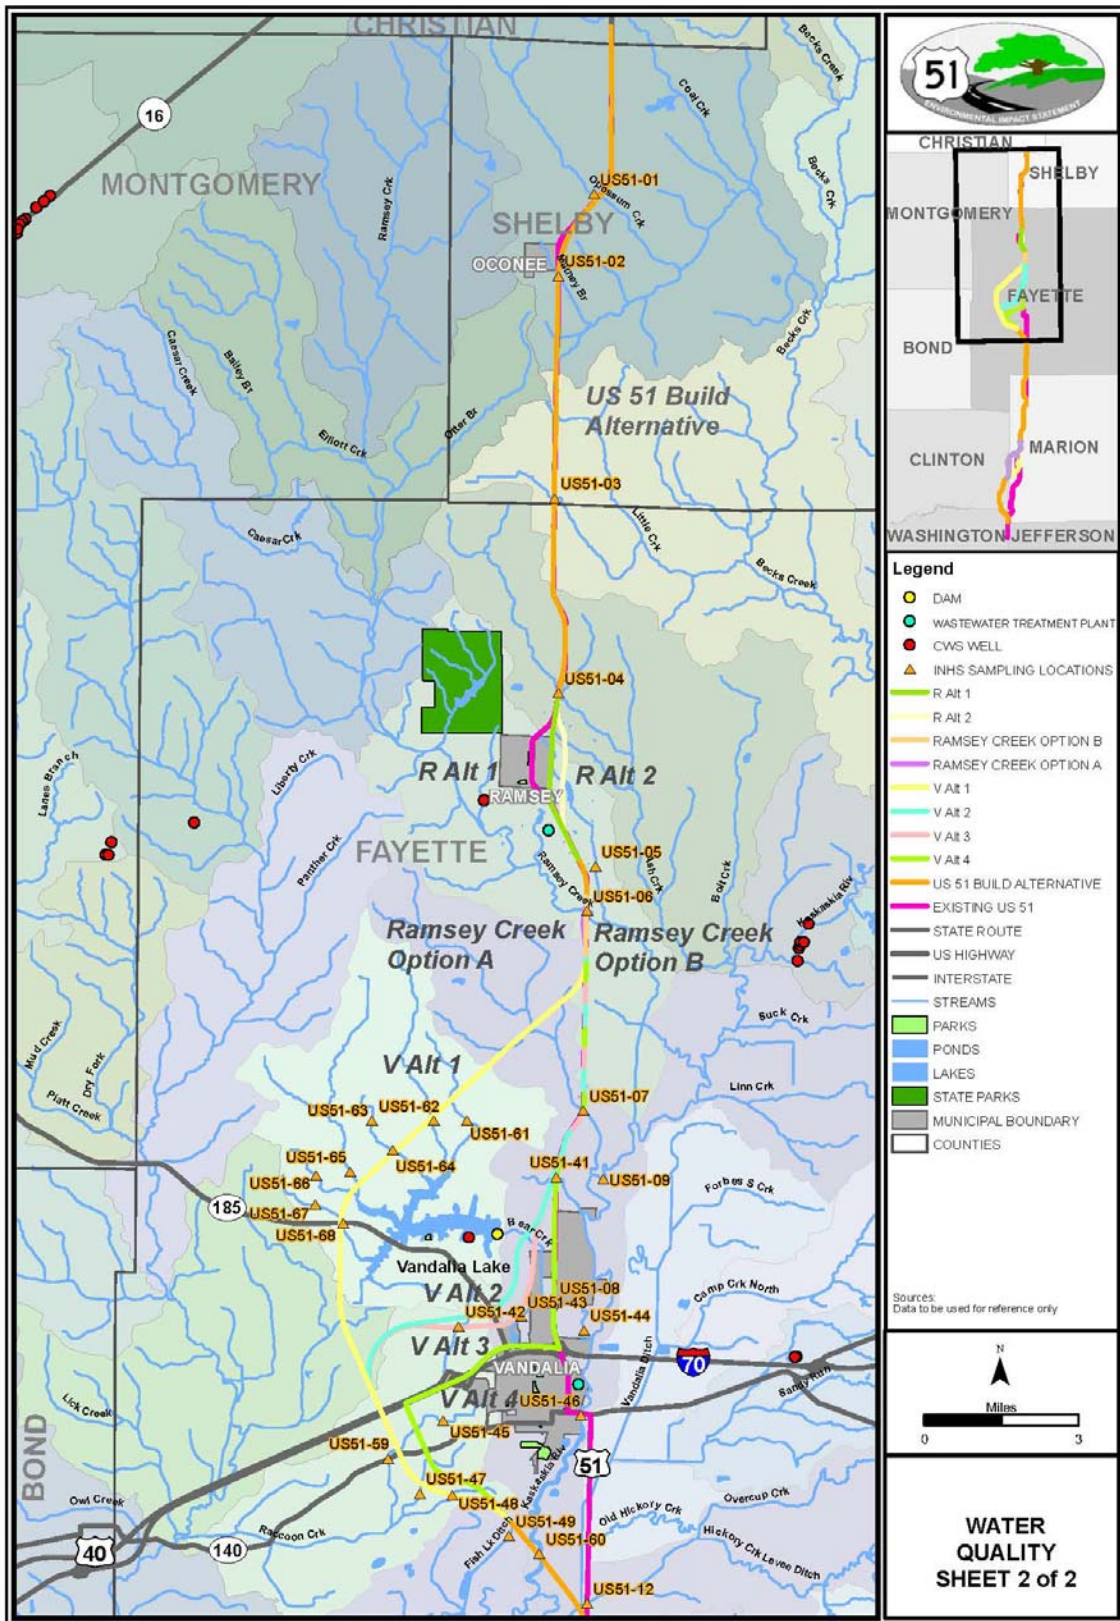 CHRISTIAN
16
MONTGOMERY
Ramsey Crk
Coal Crk
Becks Creek
Becks Crk
US51-01
Opossum Crk
SHELBY
OCONEE
US51-02
Becks Crk
Caesar Creek
Bailey Br
Elliott Crk
Otter Br
US 51 Build
Alternative
US51-03
Caesar Crk
Little Crk
Becks Creek
US51-04
R Alt 1
R Alt 2
RAMSEY
Lanes Branch
Liberty Crk
Panther Crk
FAYETTE
US51-05
Ramsey Creek
Ash Crk
Bolt Crk
Kaskaskia Riv
US51-06
Ramsey Creek
Option A
Ramsey Creek
Option B
Suck Crk
Mud Creek
Dry Fork
Platt Creek
V Alt 1
Linn Crk
US51-07
US51-63
US51-62
US51-61
US51-64
US51-65
US51-66
US51-67
US51-68
US51-41
US51-09
Forbes S Crk
185
Bear Crk
Vandalia Lake
V Alt 2
US51-08
US51-42
US51-43
US51-44
Camp Crk North
V Alt 3
VANDALIA
70
Vandalia Ditch
Sandy Run
V Alt 4
US51-46
US51-45
Lick Creek
BOND
US51-59
51
US51-47
US51-48
Kaskaskia Riv
Owl Creek
40
140
Raccoon Crk
Fish Lk Ditch
US51-49
US51-60
Old Hickory Crk
Overcup Crk
Hickory Crk Levee Ditch
US51-12
51
ENVIRONMENTAL IMPACT STATEMENT
CHRISTIAN
SHELBY
MONTGOMERY
FAYETTE
BOND
CLINTON
MARION
WASHINGTON
JEFFERSON
Legend
DAM
WASTEWATER TREATMENT PLANT
CWS WELL
INHS SAMPLING LOCATIONS
R Alt 1
R Alt 2
RAMSEY CREEK OPTION B
RAMSEY CREEK OPTION A
V Alt 1
V Alt 2
V Alt 3
V Alt 4
US 51 BUILD ALTERNATIVE
EXISTING US 51
STATE ROUTE
US HIGHWAY
INTERSTATE
STREAMS
PARKS
PONDS
LAKES
STATE PARKS
MUNICIPAL BOUNDARY
COUNTIES
Sources:
Data to be used for reference only
N
Miles
0 3
WATER
QUALITY
SHEET 2 of 2